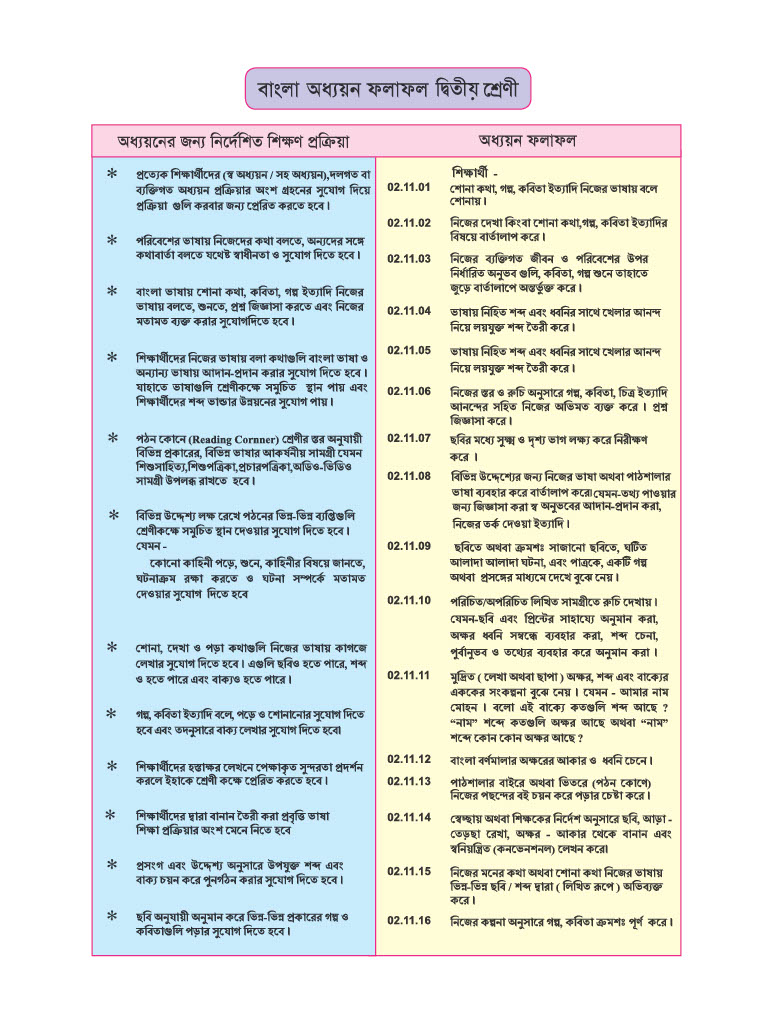 বাংলা অধ্যয়ন ফলাফল দ্বিতীয় শ্রেণী
অধ্যয়নের জন্য নির্দেশিত শিক্ষণ প্রক্রিয়া
* প্রত্যেক শিক্ষার্থীদের (স্ব অধ্যয়ন / সহ অধ্যয়ন),দলগত বা
ব্যক্তিগত অধ্যয়ন প্রক্রিয়ার অংশ গ্রহনের সুযোগ দিয়ে
প্রক্রিয়া গুলি করবার জন্য প্রেরিত করতে হবে।
* পরিবেশের ভাষায় নিজেদের কথা বলতে, অন্যদের সঙ্গে
কথাবার্তা বলতে যথেষ্ট স্বাধীনতা ও সুযোগ দিতে হবে।
* বাংলা ভাষায় শোনা কথা, কবিতা, গল্প ইত্যাদি নিজের
ভাষায় বলতে, শুনতে, প্রশ্ন জিজ্ঞাসা করতে এবং নিজের
মতামত ব্যক্ত করার সুযোগদিতে হবে।
* শিক্ষার্থীদের নিজের ভাষায় বলা কথাগুলি বাংলা ভাষা ও
অন্যান্য ভাষায় আদান-প্রদান করার সুযোগ দিতে হবে।
যাহাতে ভাষাগুলি শ্রেণীকক্ষে সমুচিত স্থান পায় এবং
শিক্ষার্থীদের শব্দ ভান্ডার উন্নয়নের সুযোগ পায়।
* পঠন কোনে (Reading Cornner) শ্রেণীর স্তর অনুযায়ী
বিভিন্ন প্রকারের, বিভিন্ন ভাষার আকর্ষনীয় সামগ্রী যেমন
শিশুসাহিত্য,শিশুপত্রিকা,প্রচারপত্রিকা,অডিও-ভিডিও
সামগ্রী উপলব্ধ রাখতে হবে।
* বিভিন্ন উদ্দেশ্য লক্ষ রেখে পঠনের ভিন্ন-ভিন্ন ব্যপ্তিগুলি
শ্রেণীকক্ষে সমুচিত স্থান দেওয়ার সুযোগ দিতে হবে।
যেমন -
কোনো কাহিনী পড়ে, শুনে, কাহিনীর বিষয়ে জানতে,
ঘটনাক্রম রক্ষা করতে ও ঘটনা সম্পর্কে মতামত
দেওয়ার সুযোগ দিতে হবে
* শোনা, দেখা ও পড়া কথাগুলি নিজের ভাষায় কাগজে
লেখার সুযোগ দিতে হবে। এগুলি ছবিও হতে পারে, শব্দ
ও হতে পারে এবং বাক্যও হতে পারে।
* গল্প, কবিতা ইত্যাদি বলে, পড়ে ও শোনানোর সুযোগ দিতে
হবে এবং তদনুসারে বাক্য লেখার সুযোগ দিতে হবে।
* শিক্ষার্থীদের হস্তাক্ষর লেখনে পেক্ষাকৃত সুন্দরতা প্রদর্শন
করলে ইহাকে শ্রেণী কক্ষে প্রেরিত করতে হবে।
* শিক্ষার্থীদের দ্বারা বানান তৈরী করা প্রবৃত্তি ভাষা
শিক্ষা প্রক্রিয়ার অংশ মেনে নিতে হবে
* প্রসংগ এবং উদ্দেশ্য অনুসারে উপযুক্ত শব্দ এবং
বাক্য চয়ন করে পুনর্গঠন করার সুযোগ দিতে হবে।
* ছবি অনুযায়ী অনুমান করে ভিন্ন-ভিন্ন প্রকারের গল্প ও
কবিতাগুলি পড়ার সুযোগ দিতে হবে।
অধ্যয়ন ফলাফল
শিক্ষার্থী -
02.11.01 শোনা কথা, গল্প, কবিতা ইত্যাদি নিজের ভাষায় বলে
শোনায়।
02.11.02 নিজের দেখা কিংবা শোনা কথা,গল্প, কবিতা ইত্যাদির
বিষয়ে বার্তালাপ করে।
02.11.03 নিজের ব্যক্তিগত জীবন ও পরিবেশের উপর
নির্ধারিত অনুভব গুলি, কবিতা, গল্প শুনে তাহাতে
জুড়ে বার্তালাপে অন্তর্ভুক্ত করে।
02.11.04 ভাষায় নিহিত শব্দ এবং ধ্বনির সাথে খেলার আনন্দ
নিয়ে লয়যুক্ত শব্দ তৈরী করে।
02.11.05 ভাষায় নিহিত শব্দ এবং ধ্বনির সাথে খেলার আনন্দ
নিয়ে লয়যুক্ত শব্দ তৈরী করে।
02.11.06 নিজের স্তর ও রুচি অনুসারে গল্প, কবিতা, চিত্র ইত্যাদি
আনন্দের সহিত নিজের অভিমত ব্যক্ত করে । প্রশ্ন
জিজ্ঞাসা করে।
02.11.07 ছবির মধ্যে সুক্ষ্ম ও দৃশ্য ভাগ লক্ষ্য করে নিরীক্ষণ
করে ।
02.11.08 বিভিন্ন উদ্দেশ্যের জন্য নিজের ভাষা অথবা পাঠশালার
ভাষা ব্যবহার করে বার্তালাপ করে।যেমন-তথ্য পাওয়ার
জন্য জিজ্ঞাসা করা স্ব অনুভবের আদান-প্রদান করা,
নিজের তর্ক দেওয়া ইত্যাদি।
02.11.09 ছবিতে অথবা ক্রমশঃ সাজানো ছবিতে, ঘটিত
আলাদা আলাদা ঘটনা, এবং পাত্রকে, একটি গল্প
অথবা প্রসঙ্গের মাধ্যমে দেখে বুঝে নেয়।
02.11.10 পরিচিত/অপরিচিত লিখিত সামগ্রীতে রুচি দেখায়।
যেমন-ছবি এবং প্রিন্টের সাহায্যে অনুমান করা,
অক্ষর ধ্বনি সম্বন্ধে ব্যবহার করা, শব্দ চেনা,
পুর্বানুভব ও তথ্যের ব্যবহার করে অনুমান করা ।
02.11.11 মুদ্রিত ( লেখা অথবা ছাপা ) অক্ষর, শব্দ এবং বাক্যের
এককের সংকল্পনা বুঝে নেয় । যেমন - আমার নাম
মোহন । বলো এই বাক্যে কতগুলি শব্দ আছে ?
“নাম” শব্দে কতগুলি অক্ষর আছে অথবা “নাম”
শব্দে কোন কোন অক্ষর আছে ?
02.11.12 বাংলা বর্ণমালার অক্ষরের আকার ও ধ্বনি চেনে।
02.11.13 পাঠশালার বাইরে অথবা ভিতরে (পঠন কোণে)
নিজের পছন্দের বই চয়ন করে পড়ার চেষ্টা করে।
02.11.14 স্বেচ্ছায় অথবা শিক্ষকের নির্দেশ অনুসারে ছবি, আড়া -
তেড়ছা রেখা, অক্ষর - আকার থেকে বানান এবং
স্বনিয়ন্ত্রিত (কনভেনশনল) লেখন করে।
02.11.15 নিজের মনের কথা অথবা শোনা কথা নিজের ভাষায়
ভিন্ন-ভিন্ন ছবি / শব্দ দ্বারা ( লিখিত রূপে ) অভিব্যক্ত
করে।
02.11.16 নিজের কল্পনা অনুসারে গল্প, কবিতা ক্রমশঃ পূর্ণ করে।